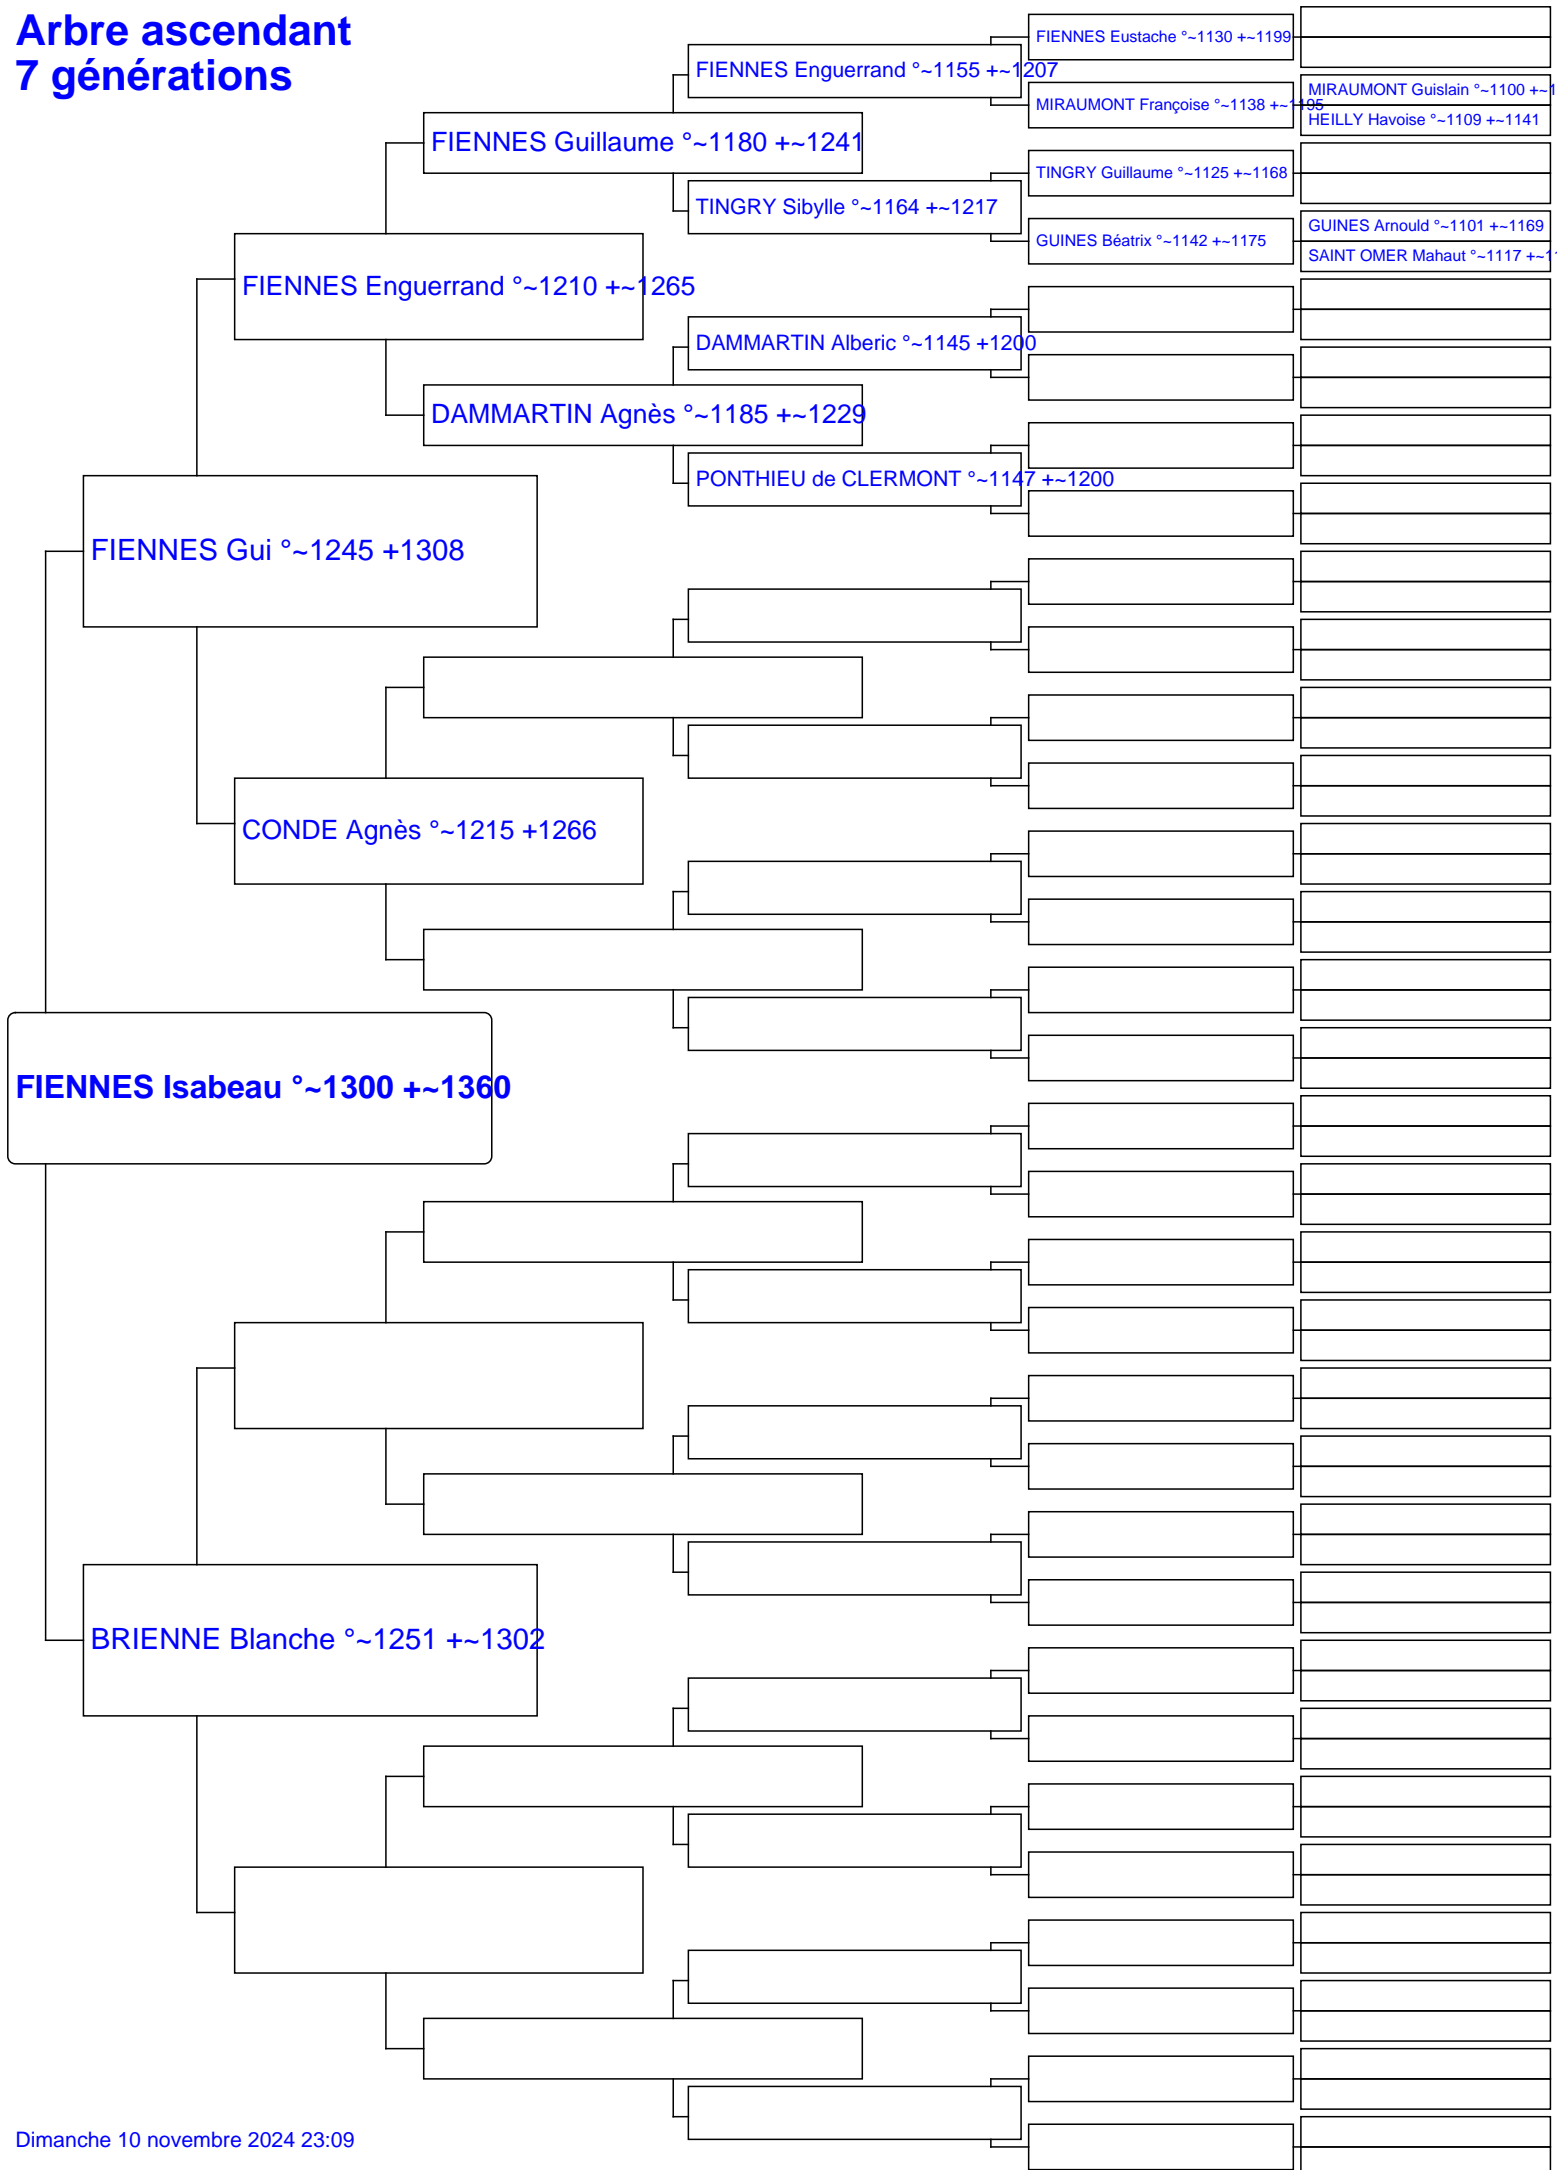 Arbre ascendant
7 générations
FIENNES Eustache °~1130 +~1199
FIENNES Enguerrand °~1155 +~1207
MIRAUMONT Guislain °~1100 +~1
MIRAUMONT Françoise °~1138 +~1195
HEILLY Havoise °~1109 +~1141
FIENNES Guillaume °~1180 +~1241
TINGRY Guillaume °~1125 +~1168
TINGRY Sibylle °~1164 +~1217
GUINES Arnould °~1101 +~1169
GUINES Béatrix °~1142 +~1175
SAINT OMER Mahaut °~1117 +~1
FIENNES Enguerrand °~1210 +~1265
DAMMARTIN Alberic °~1145 +1200
DAMMARTIN Agnès °~1185 +~1229
PONTHIEU de CLERMONT °~1147 +~1200
FIENNES Gui °~1245 +1308
CONDE Agnès °~1215 +1266
FIENNES Isabeau °~1300 +~1360
BRIENNE Blanche °~1251 +~1302
Dimanche 10 novembre 2024 23:09